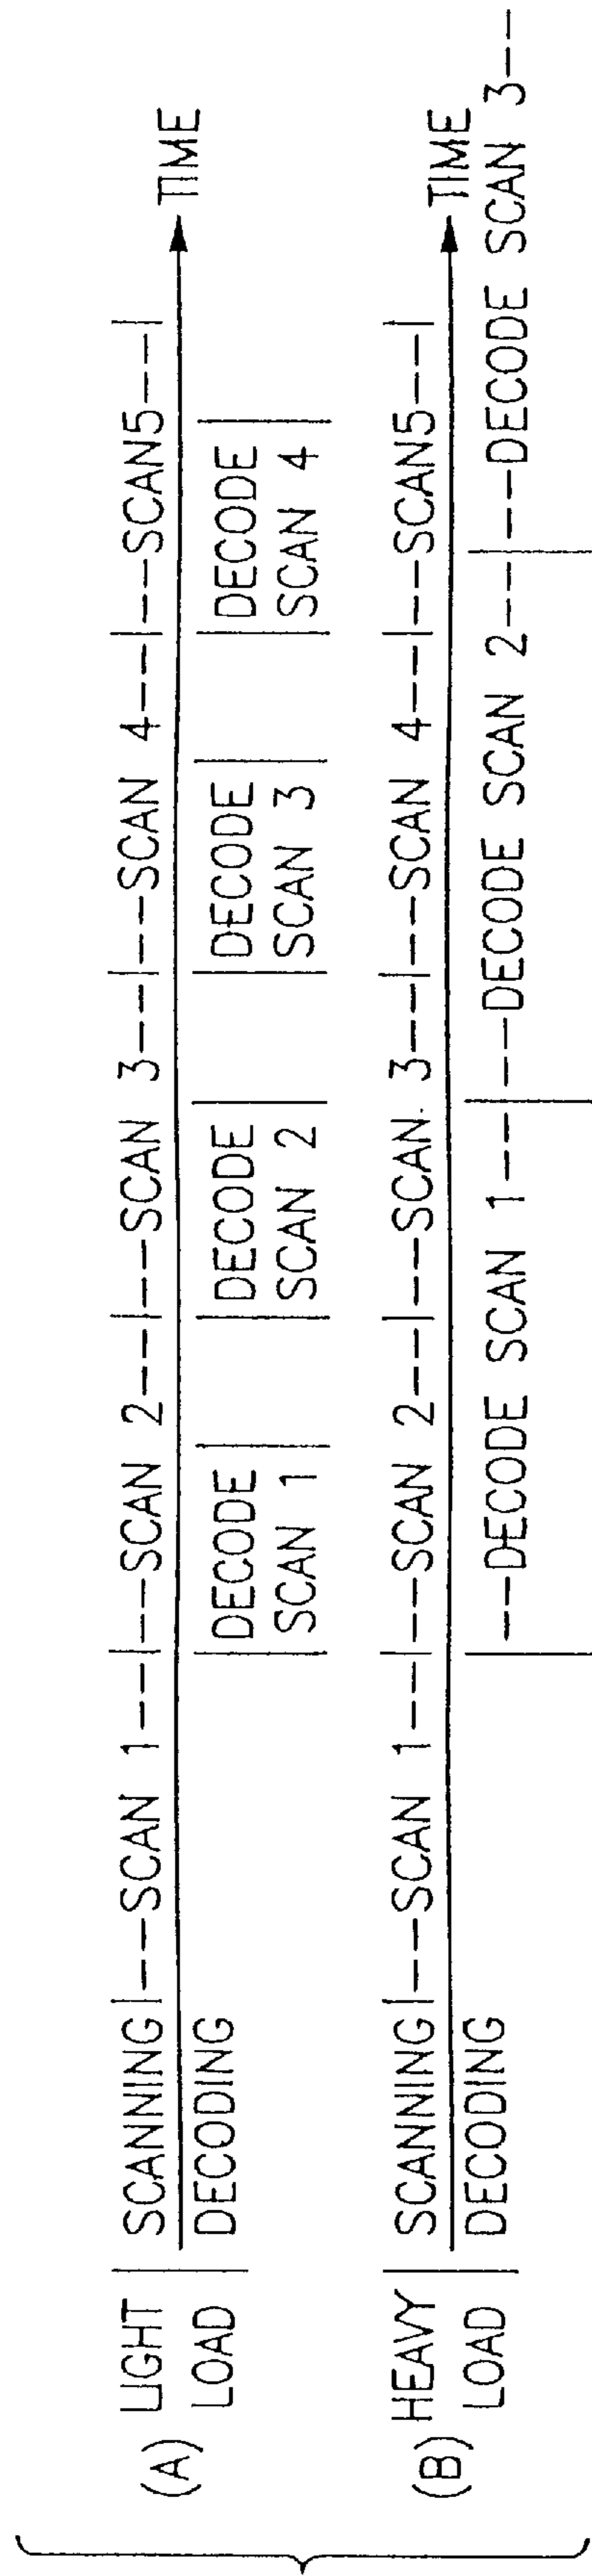 (A) LIGHT LOAD
SCANNING|---SCAN 1---|---SCAN 2---|---SCAN 3---|---SCAN 4---|---SCAN5---|
TIME
DECODING
DECODE SCAN 1
DECODE SCAN 2
DECODE SCAN 3
DECODE SCAN 4
(B) HEAVY LOAD
SCANNING|---SCAN 1---|---SCAN 2---|---SCAN 3---|---SCAN 4---|---SCAN5---|
TIME
DECODING
--DECODE SCAN 1------DECODE SCAN 2------DECODE SCAN 3--